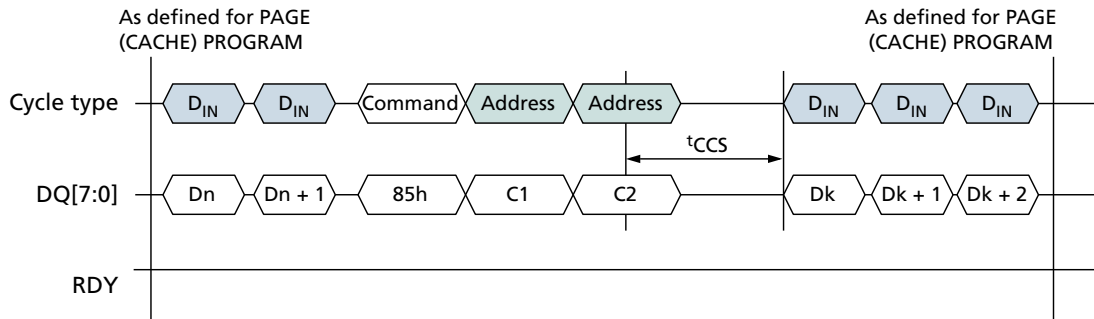 As defined for PAGE
(CACHE) PROGRAM
As defined for PAGE
(CACHE) PROGRAM
Cycle type
DIN
DIN
Command
Address
Address
DIN
DIN
DIN
tCCS
DQ[7:0]
Dn
Dn + 1
85h
C1
C2
Dk
Dk + 1
Dk + 2
RDY